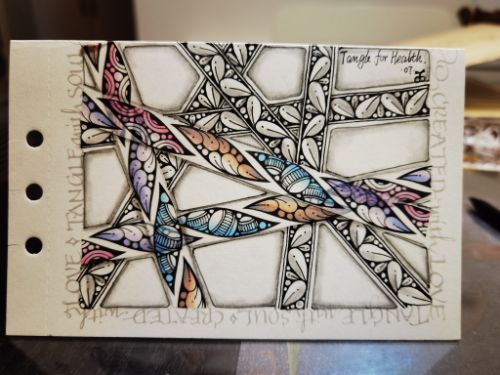 Tangle for Health.
07.
CREATED with LOVE
TANGLE with SOUL ◇ CREATED with
LOVE ◇ TANGLE with SOUL